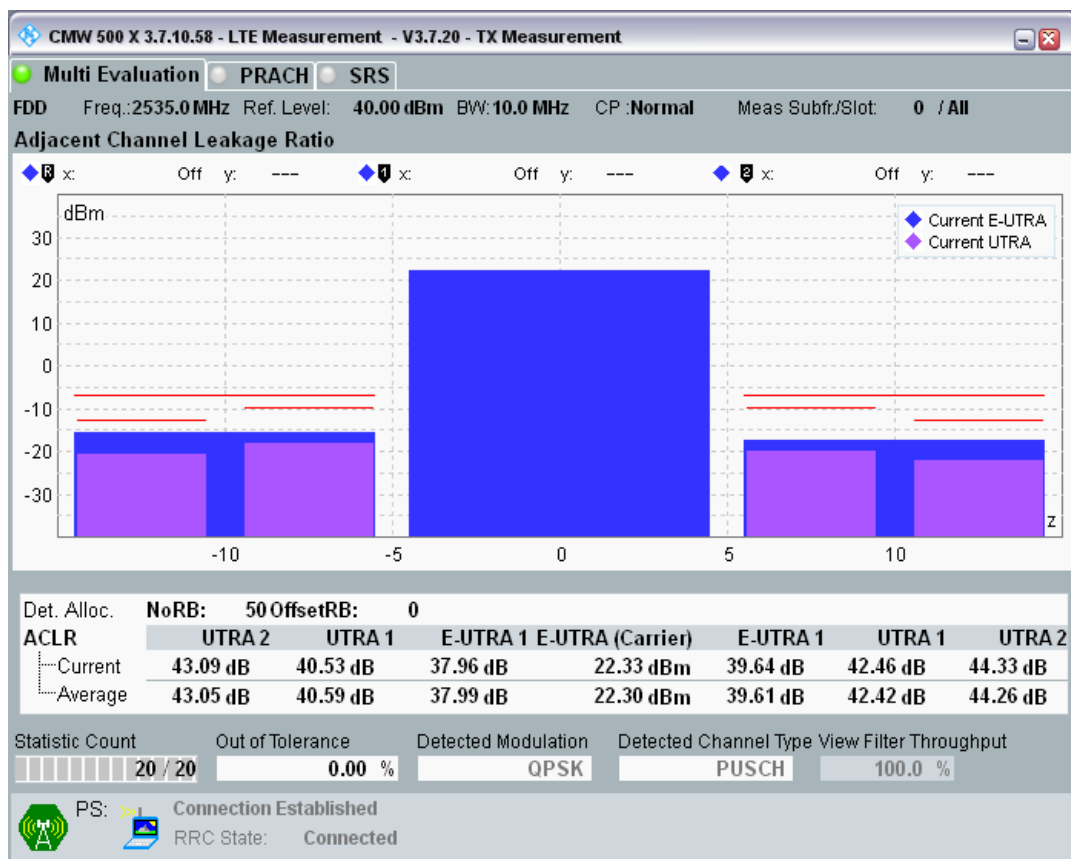 CMW 500 X 3.7.10.58 - LTE Measurement - V3.7.20 - TX Measurement
Multi Evaluation PRACH SRS
FDD Freq.:2535.0 MHz Ref. Level: 40.00 dBm BW: 10.0 MHz CP :Normal Meas Subfr./Slot: 0 / All
Adjacent Channel Leakage Ratio
R x: Off y: --- 1 x: Off y: --- 2 x: Off y: ---
dBm
Current E-UTRA
Current UTRA
30
20
10
0
-10
-20
-30
z
-10 -5 0 5 10
Det. Alloc. NoRB: 50 OffsetRB: 0
ACLR UTRA 2 UTRA 1 E-UTRA 1 E-UTRA (Carrier) E-UTRA 1 UTRA 1 UTRA 2
Current 43.09 dB 40.53 dB 37.96 dB 22.33 dBm 39.64 dB 42.46 dB 44.33 dB
Average 43.05 dB 40.59 dB 37.99 dB 22.30 dBm 39.61 dB 42.42 dB 44.26 dB
Statistic Count Out of Tolerance Detected Modulation Detected Channel Type View Filter Throughput
20 / 20 0.00 % QPSK PUSCH 100.0 %
PS: Connection Established
RRC State: Connected